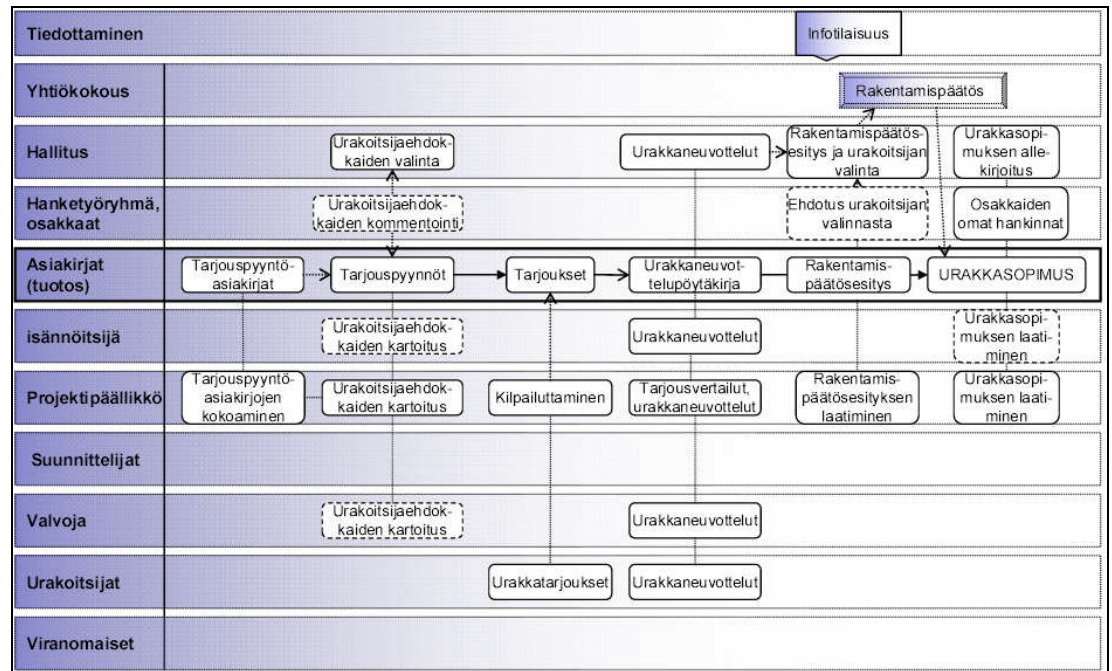 Tiedottaminen
Infotilaisuus
Yhtiökokous
Rakentamispäätös
Hallitus
Urakoitsijaehdok-
kaiden valinta
Urakkaneuvottelut
Rakentamispäätös-
esitys ja urakoitsijan
valinta
Urakkasopi-
muksen alle-
kirjoitus
Hanketyöryhmä,
osakkaat
Urakoitsijaehdok-
kaiden kommentointi
Ehdotus urakoitsijan
valinnasta
Osakkaiden
omat hankinnat
Asiakirjat
(tuotos)
Tarjouspyyntö-
asiakirjat
Tarjouspyynnöt
Tarjoukset
Urakkaneuvot-
telupöytäkirja
Rakentamis-
päätösesitys
URAKKASOPIMUS
isännöitsijä
Urakoitsijaehdok-
kaiden kartoitus
Urakkaneuvottelut
Urakkasopi-
muksen laati-
minen
Projektipäällikkö
Tarjouspyyntö-
asiakirjojen
kokoaminen
Urakoitsijaehdok-
kaiden kartoitus
Kilpailuttaminen
Tarjousvertailut,
urakkaneuvottelut
Rakentamis-
päätösesityksen
laatiminen
Urakkasopi-
muksen laati-
minen
Suunnittelijat
Valvoja
Urakoitsijaehdok-
kaiden kartoitus
Urakkaneuvottelut
Urakoitsijat
Urakkatarjoukset
Urakkaneuvottelut
Viranomaiset